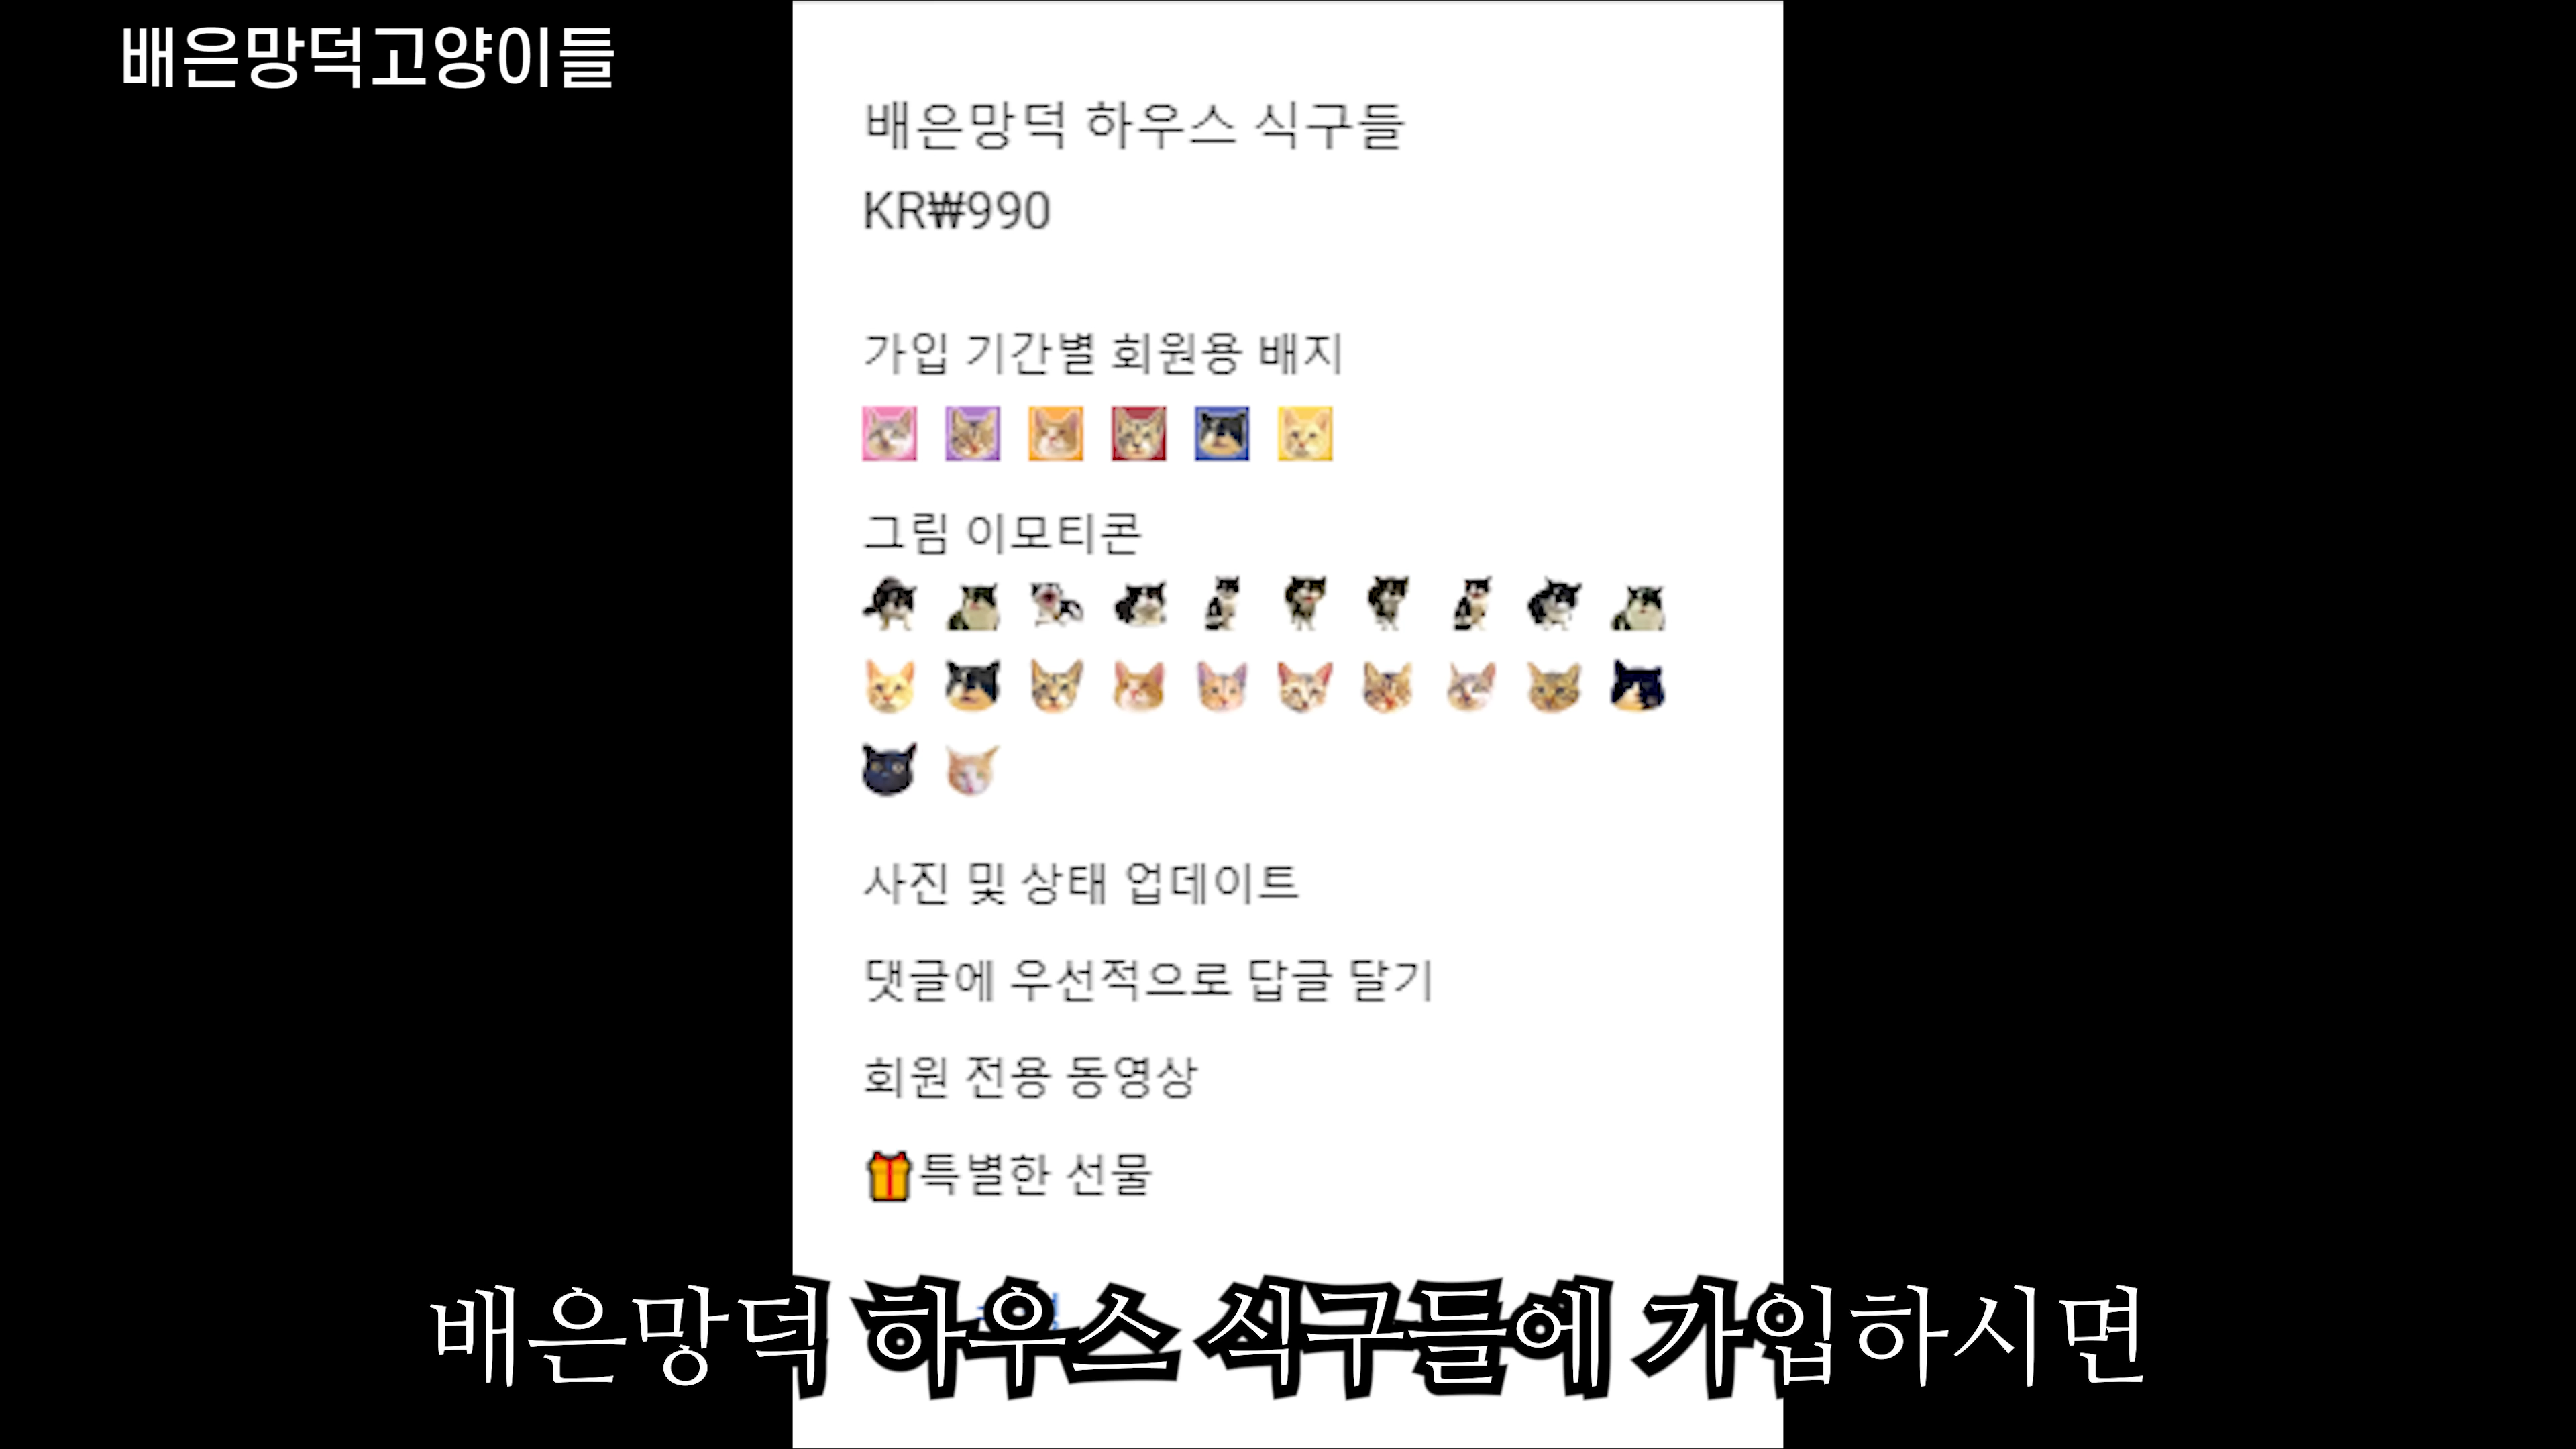 배은망덕고양이들
배은망덕 하우스 식구들
KR₩990
가입 기간별 회원용 배지
그림 이모티콘
사진 및 상태 업데이트
댓글에 우선적으로 답글 달기
회원 전용 동영상
특별한 선물
배은망덕 하우스 식구들에 가입하시면